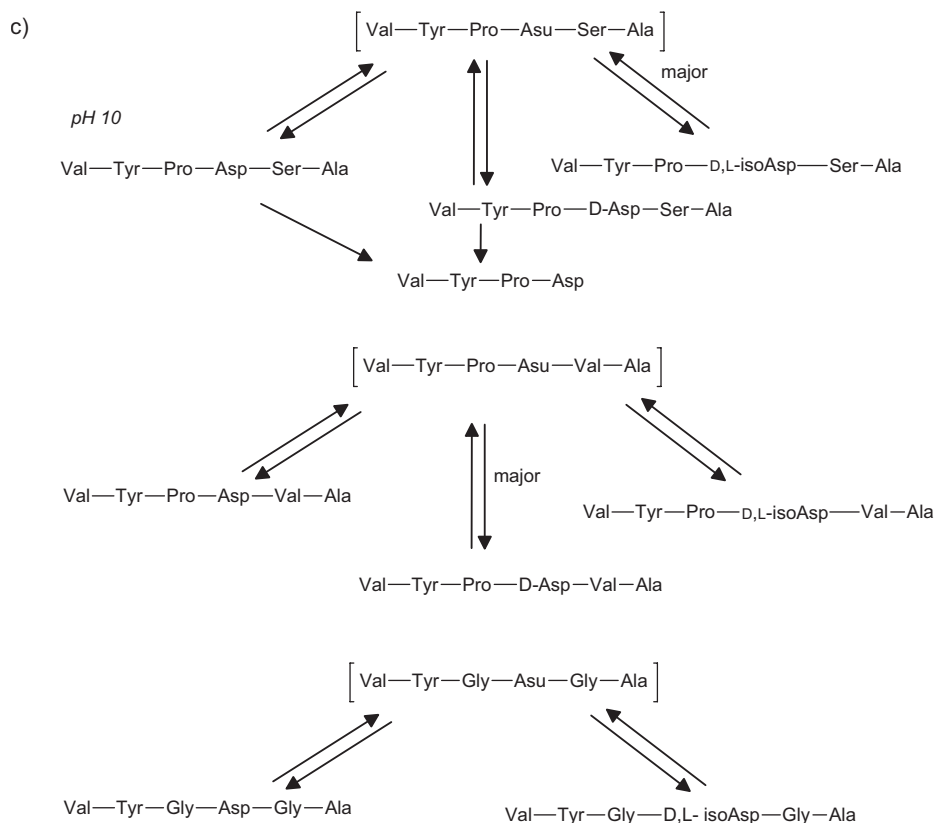 c)
[Val—Tyr—Pro—Asu—Ser—Ala]
major
pH 10
Val—Tyr—Pro—Asp—Ser—Ala
Val—Tyr—Pro—D,L-isoAsp—Ser—Ala
Val—Tyr—Pro—D-Asp—Ser—Ala
Val—Tyr—Pro—Asp
[Val—Tyr—Pro—Asu—Val—Ala]
major
Val—Tyr—Pro—Asp—Val—Ala
Val—Tyr—Pro—D,L-isoAsp—Val—Ala
Val—Tyr—Pro—D-Asp—Val—Ala
[Val—Tyr—Gly—Asu—Gly—Ala]
Val—Tyr—Gly—Asp—Gly—Ala
Val—Tyr—Gly—D,L- isoAsp—Gly—Ala